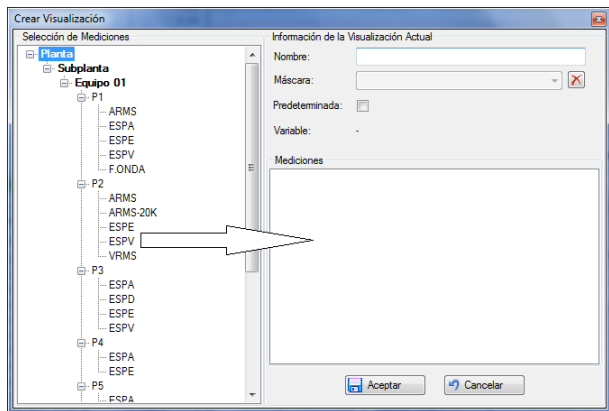 Crear Visualización
Selección de Mediciones
Planta
Subplanta
Equipo 01
P1
ARMS
ESPA
ESPE
ESPV
F.ONDA
P2
ARMS
ARMS-20K
ESPE
ESPV
VRMS
P3
ESPA
ESPD
ESPE
ESPV
P4
ESPA
ESPE
P5
ESPA
Información de la Visualización Actual
Nombre:
Máscara:
Predeterminada:
Variable: -
Mediciones
Aceptar Cancelar